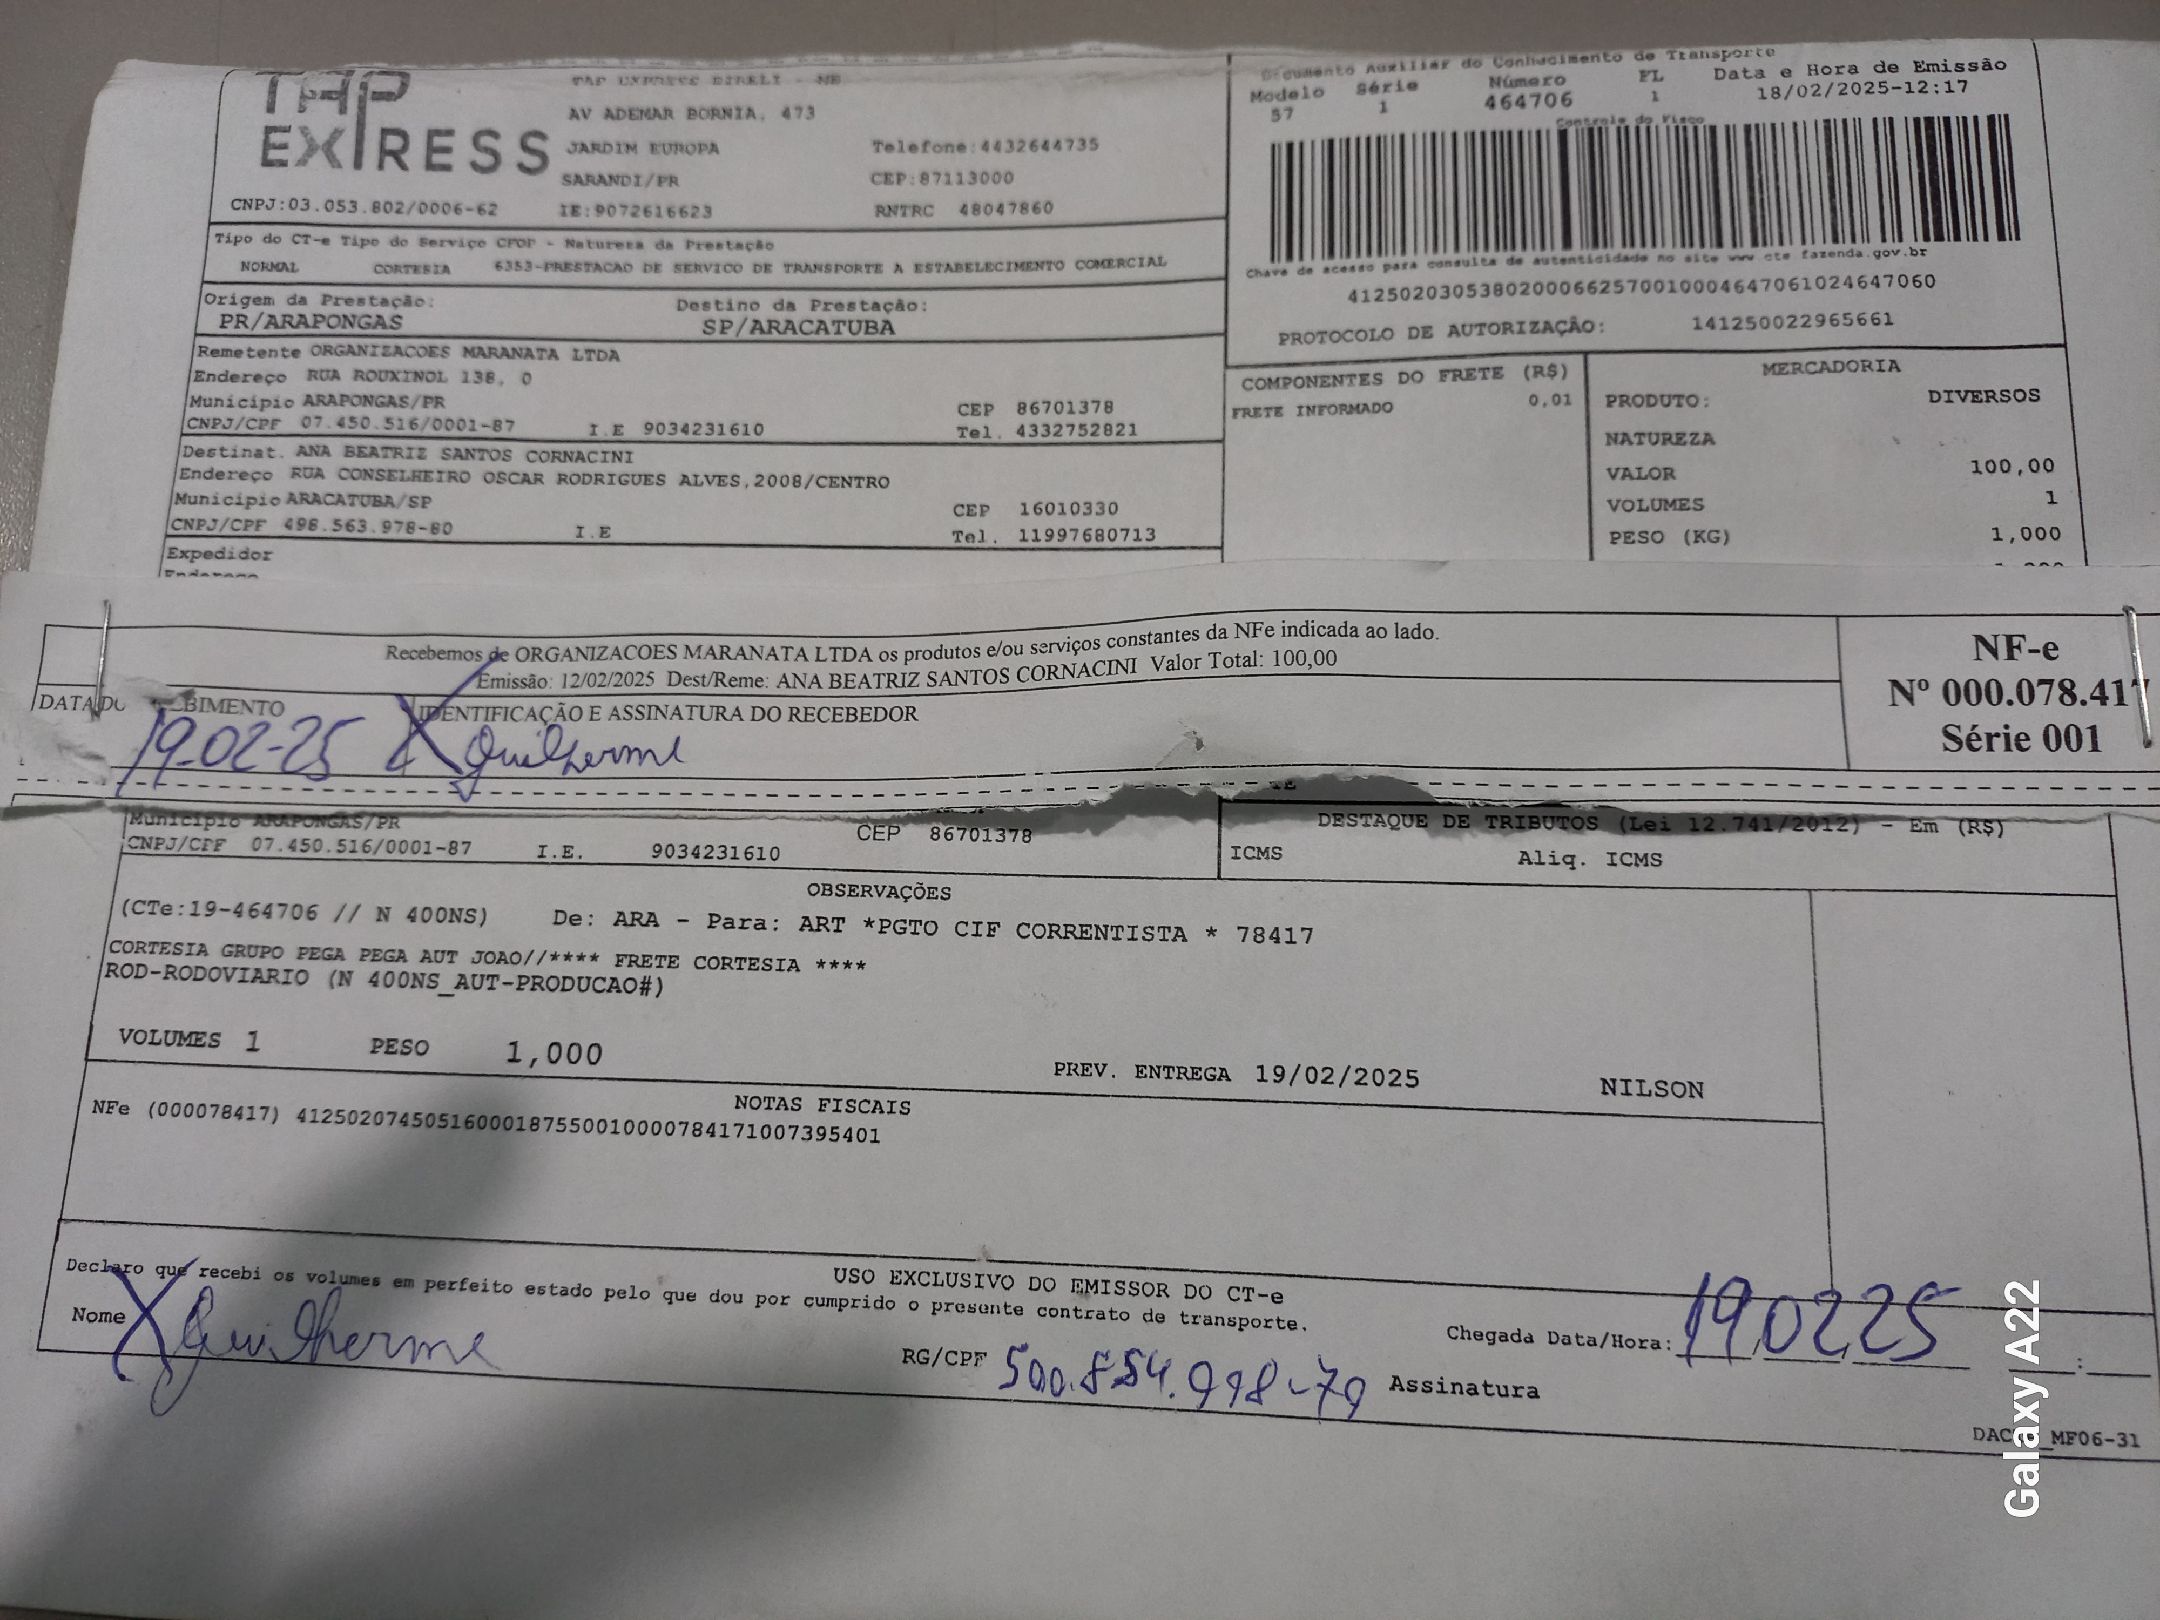 TAP
EXPRESS
TAP EXPRESS EIRELI - ME
AV ADEMAR BORNIA, 473
JARDIM EUROPA Telefone:4432644735
SARANDI/PR CEP:87113000
CNPJ:03.053.802/0006-62 IE:9072616623 RNTRC 48047860
Documento Auxiliar do Conhecimento de Transporte
Modelo Série Número FL Data e Hora de Emissão
57 1 464706 1 18/02/2025-12:17
Controle do Fisco
Chave de acesso para consulta de autenticidade no site www cte fazenda.gov.br
41250203053802000662570010004647061024647060
PROTOCOLO DE AUTORIZAÇÃO: 141250022965661
Tipo do CT-e Tipo do Serviço CFOP - Natureza da Prestação
NORMAL CORTESIA 6353-PRESTACAO DE SERVICO DE TRANSPORTE A ESTABELECIMENTO COMERCIAL
Origem da Prestação: Destino da Prestação:
PR/ARAPONGAS SP/ARACATUBA
Remetente ORGANIZACOES MARANATA LTDA
Endereço RUA ROUXINOL 138, 0
Município ARAPONGAS/PR CEP 86701378
CNPJ/CPF 07.450.516/0001-87 I.E 9034231610 Tel. 4332752821
Destinat. ANA BEATRIZ SANTOS CORNACINI
Endereço RUA CONSELHEIRO OSCAR RODRIGUES ALVES,2008/CENTRO
Município ARACATUBA/SP CEP 16010330
CNPJ/CPF 498.563.978-80 I.E Tel. 11997680713
Expedidor
Endereço
COMPONENTES DO FRETE (R$)
FRETE INFORMADO 0,01
MERCADORIA
PRODUTO: DIVERSOS
NATUREZA
VALOR 100,00
VOLUMES 1
PESO (KG) 1,000
Recebemos de ORGANIZACOES MARANATA LTDA os produtos e/ou serviços constantes da NFe indicada ao lado.
Emissão: 12/02/2025 Dest/Reme: ANA BEATRIZ SANTOS CORNACINI Valor Total: 100,00
DATA DO BIMENTO IDENTIFICAÇÃO E ASSINATURA DO RECEBEDOR
19-02-25 X Guilherme
NF-e
Nº 000.078.417
Série 001
Município ARAPONGAS/PR CEP 86701378
CNPJ/CPF 07.450.516/0001-87 I.E. 9034231610
DESTAQUE DE TRIBUTOS (Lei 12.741/2012) - Em (R$)
ICMS Aliq. ICMS
OBSERVAÇÕES
(CTe:19-464706 // N 400NS) De: ARA - Para: ART *PGTO CIF CORRENTISTA * 78417
CORTESIA GRUPO PEGA PEGA AUT JOAO//**** FRETE CORTESIA ****
ROD-RODOVIARIO (N 400NS_AUT-PRODUCAO#)
VOLUMES 1 PESO 1,000 PREV. ENTREGA 19/02/2025 NILSON
NOTAS FISCAIS
NFe (000078417) 41250207450516000187550010000784171007395401
USO EXCLUSIVO DO EMISSOR DO CT-e
Declaro que recebi os volumes em perfeito estado pelo que dou por cumprido o presente contrato de transporte.
Nome X Guilherme RG/CPF 500.854.998-79 Assinatura
Chegada Data/Hora: 19 02 25 :
MF06-31
Galaxy A22